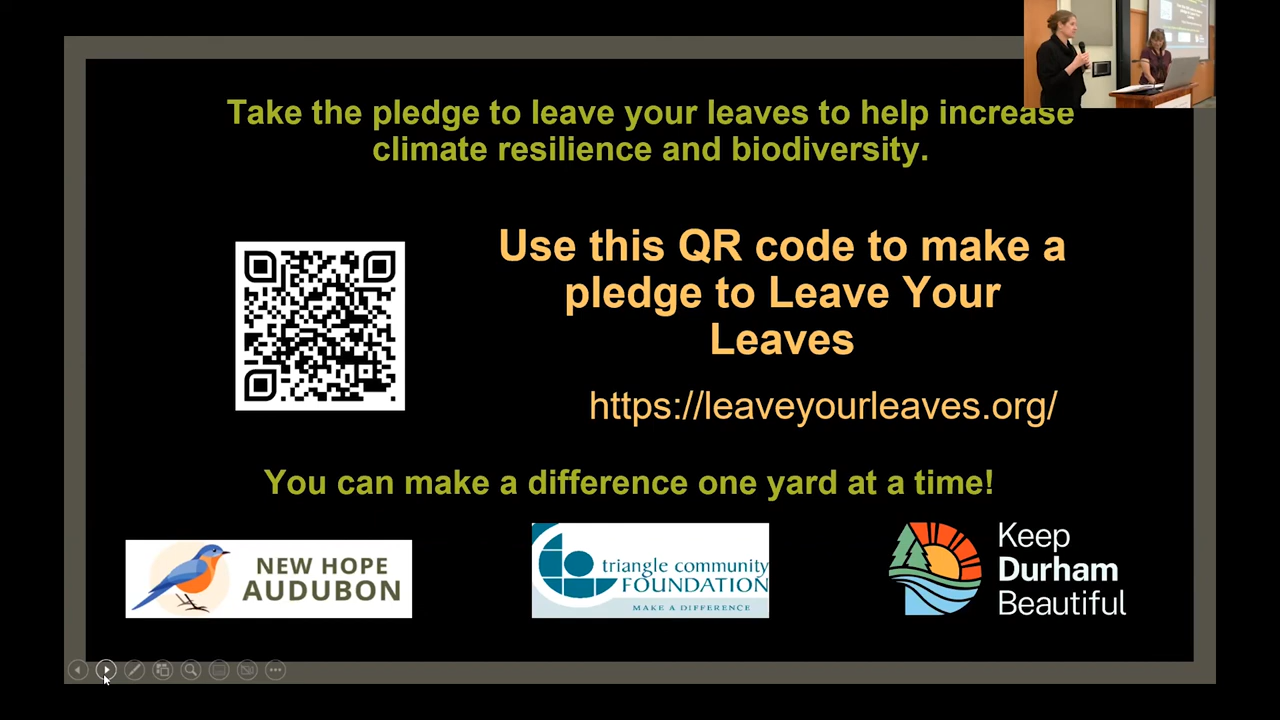 Take the pledge to leave your leaves to help increase
climate resilience and biodiversity.
Use this QR code to make a
pledge to Leave Your
Leaves
https://leaveyourleaves.org/
You can make a difference one yard at a time!
NEW HOPE
AUDUBON
triangle community
FOUNDATION
MAKE A DIFFERENCE
Keep
Durham
Beautiful